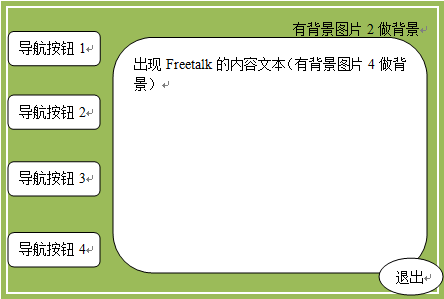 有背景图片 2 做背景
导航按钮 1
出现 Freetalk 的内容文本（有背景图片 4 做背
景）
导航按钮 2
导航按钮 3
导航按钮 4
退出